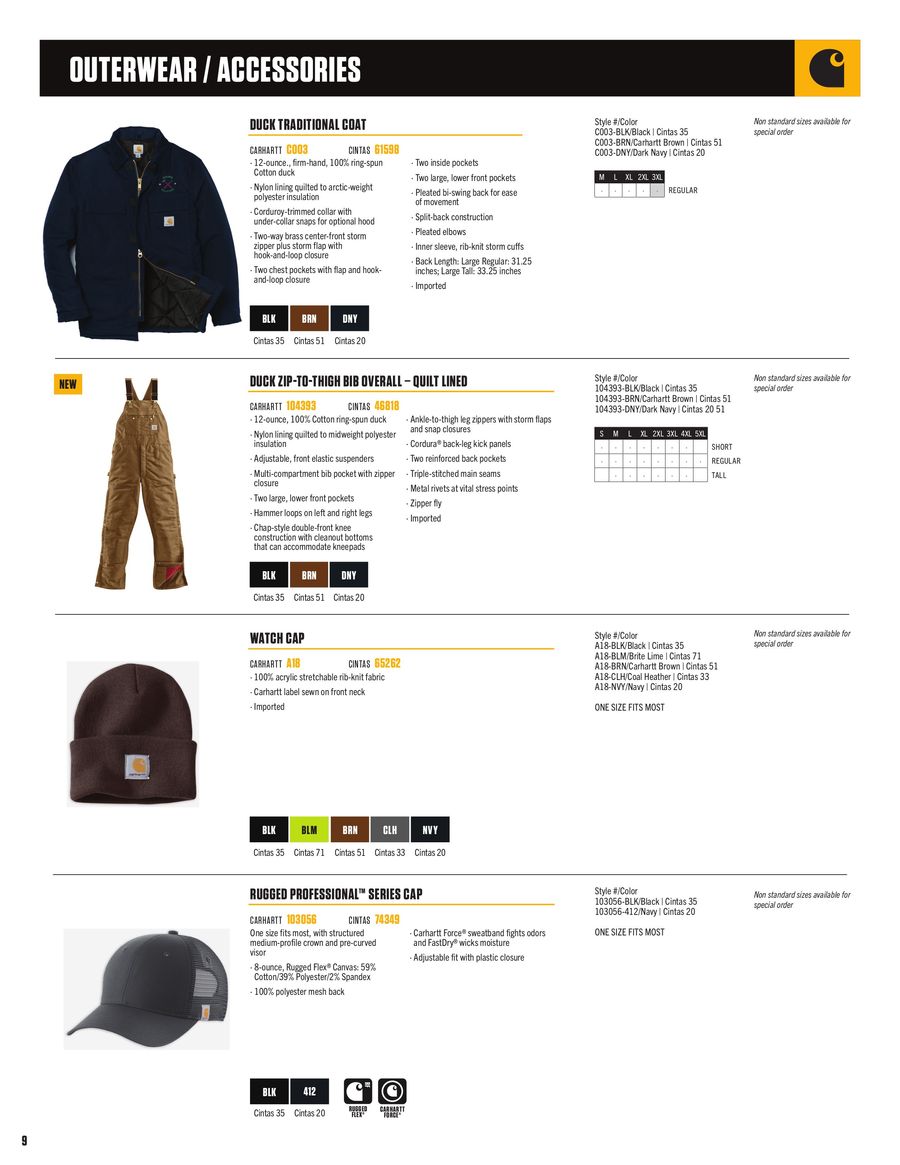 OUTERWEAR / ACCESSORIES
DUCK TRADITIONAL COAT
CARHARTT C003 CINTAS 61598
· 12-ounce., firm-hand, 100% ring-spun
Cotton duck
· Nylon lining quilted to arctic-weight
polyester insulation
· Corduroy-trimmed collar with
under-collar snaps for optional hood
· Two-way brass center-front storm
zipper plus storm flap with
hook-and-loop closure
· Two chest pockets with flap and hook-
and-loop closure
· Two inside pockets
· Two large, lower front pockets
· Pleated bi-swing back for ease
of movement
· Split-back construction
· Pleated elbows
· Inner sleeve, rib-knit storm cuffs
· Back Length: Large Regular: 31.25
inches; Large Tall: 33.25 inches
· Imported
BLK BRN DNY
Cintas 35 Cintas 51 Cintas 20
Style #/Color
C003-BLK/Black | Cintas 35
C003-BRN/Carhartt Brown | Cintas 51
C003-DNY/Dark Navy | Cintas 20
M L XL 2XL 3XL
REGULAR
Non standard sizes available for
special order
NEW
DUCK ZIP-TO-THIGH BIB OVERALL – QUILT LINED
CARHARTT 104393 CINTAS 46818
· 12-ounce, 100% Cotton ring-spun duck
· Nylon lining quilted to midweight polyester
insulation
· Adjustable, front elastic suspenders
· Multi-compartment bib pocket with zipper
closure
· Two large, lower front pockets
· Hammer loops on left and right legs
· Chap-style double-front knee
construction with cleanout bottoms
that can accommodate kneepads
· Ankle-to-thigh leg zippers with storm flaps
and snap closures
· Cordura® back-leg kick panels
· Two reinforced back pockets
· Triple-stitched main seams
· Metal rivets at vital stress points
· Zipper fly
· Imported
BLK BRN DNY
Cintas 35 Cintas 51 Cintas 20
Style #/Color
104393-BLK/Black | Cintas 35
104393-BRN/Carhartt Brown | Cintas 51
104393-DNY/Dark Navy | Cintas 20 51
S M L XL 2XL 3XL 4XL 5XL
SHORT
REGULAR
TALL
Non standard sizes available for
special order
WATCH CAP
CARHARTT A18 CINTAS 65262
· 100% acrylic stretchable rib-knit fabric
· Carhartt label sewn on front neck
· Imported
BLK BLM BRN CLH NVY
Cintas 35 Cintas 71 Cintas 51 Cintas 33 Cintas 20
Style #/Color
A18-BLK/Black | Cintas 35
A18-BLM/Brite Lime | Cintas 71
A18-BRN/Carhartt Brown | Cintas 51
A18-CLH/Coal Heather | Cintas 33
A18-NVY/Navy | Cintas 20
ONE SIZE FITS MOST
Non standard sizes available for
special order
RUGGED PROFESSIONAL™ SERIES CAP
CARHARTT 103056 CINTAS 74349
One size fits most, with structured
medium-profile crown and pre-curved
visor
· 8-ounce, Rugged Flex® Canvas: 59%
Cotton/39% Polyester/2% Spandex
· 100% polyester mesh back
· Carhartt Force® sweatband fights odors
and FastDry® wicks moisture
· Adjustable fit with plastic closure
BLK 412
Cintas 35 Cintas 20
RUGGED
FLEX®
CARHARTT
FORCE®
Style #/Color
103056-BLK/Black | Cintas 35
103056-412/Navy | Cintas 20
ONE SIZE FITS MOST
Non standard sizes available for
special order
9